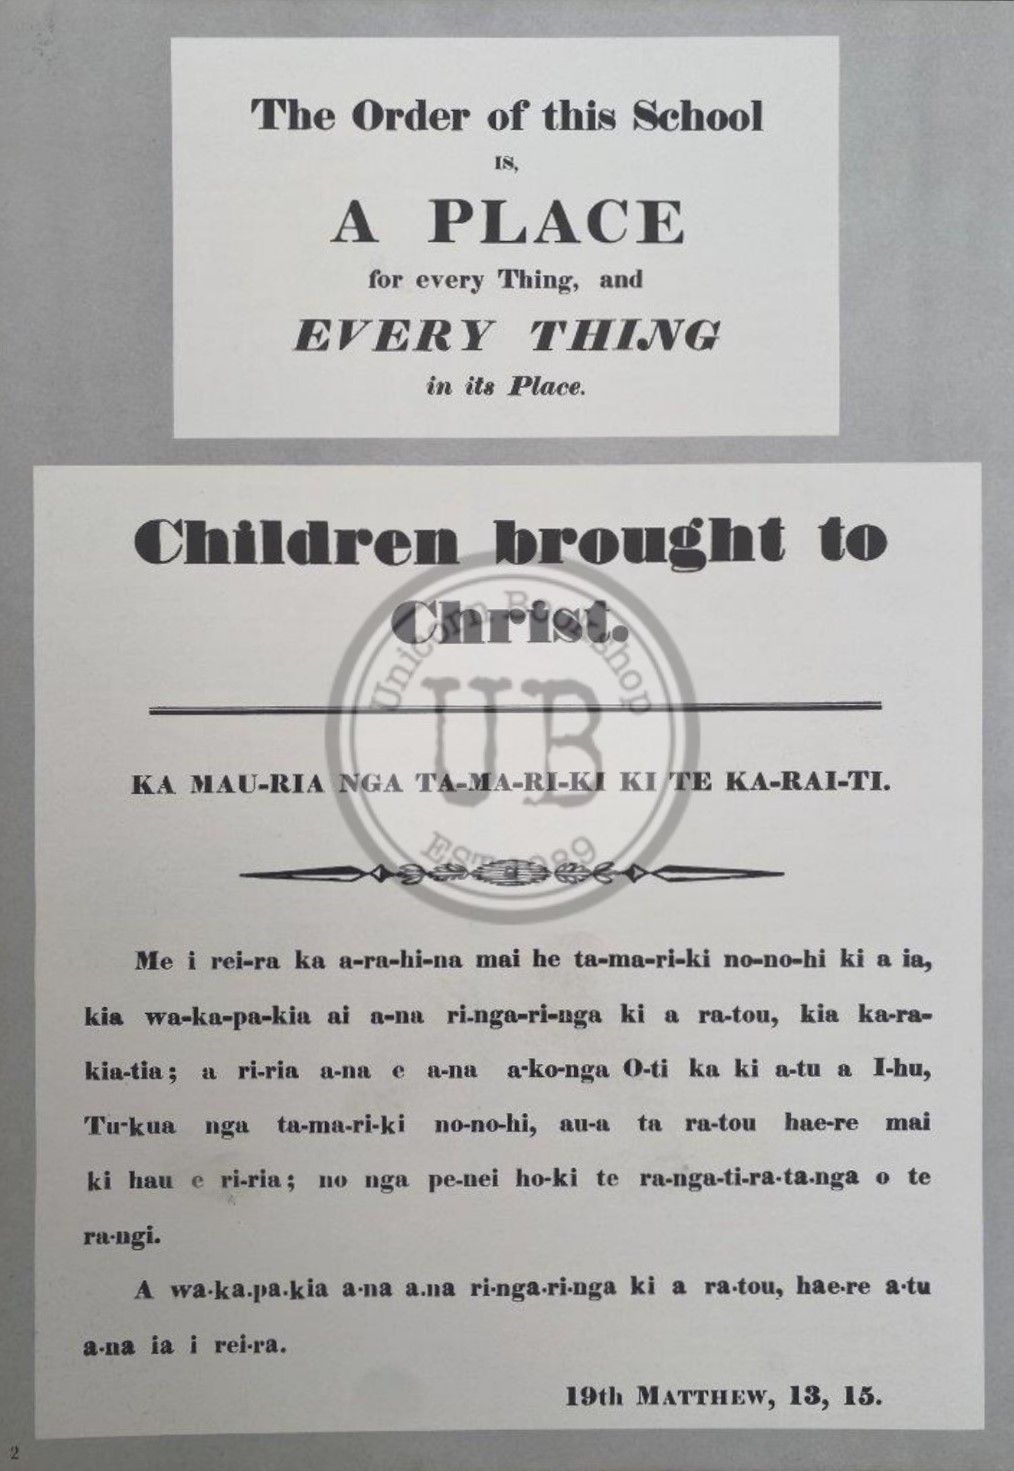 The Order of this School
IS,
A PLACE
for every Thing, and
EVERY THING
in its Place.
Children brought to
Christ.
KA MAU-RIA NGA TA-MA-RI-KI KI TE KA-RAI-TI.
Me i rei-ra ka a-ra-hi-na mai he ta-ma-ri-ki no-no-hi ki a ia,
kia wa-ka-pa-kia ai a-na ri-nga-ri-nga ki a ra-tou, kia ka-ra-
kia-tia; a ri-ria a-na e a-na a-ko-nga O-ti ka ki a-tu a I-hu,
Tu-kua nga ta-ma-ri-ki no-no-hi, au-a ta ra-tou hae-re mai
ki hau e ri-ria; no nga pe-nei ho-ki te ra-nga-ti-ra-ta-nga o te
ra-ngi.
A wa-ka-pa-kia a-na a-na ri-nga-ri-nga ki a ra-tou, hae-re a-tu
a-na ia i rei-ra.
19th MATTHEW, 13, 15.
2
Unicorn Bookshop
UB
EST 1989